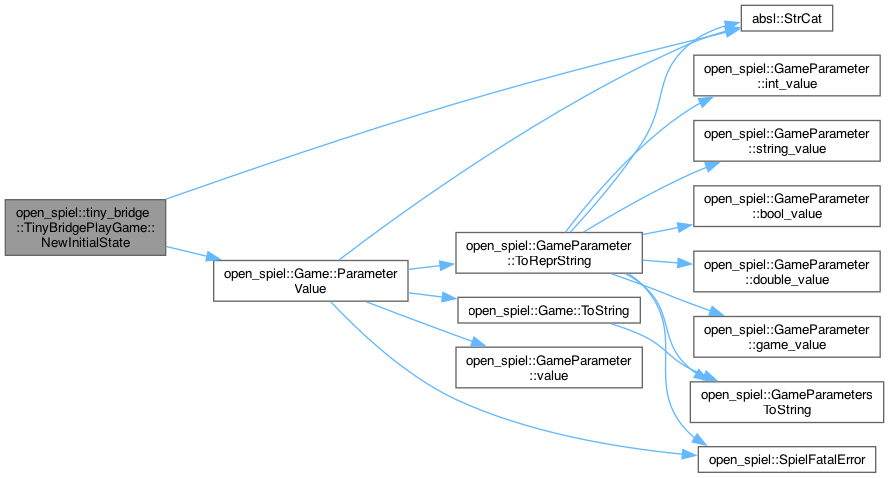 open_spiel::tiny_bridge
::TinyBridgePlayGame::
NewInitialState
open_spiel::Game::Parameter
Value
open_spiel::GameParameter
::ToReprString
open_spiel::Game::ToString
open_spiel::GameParameter
::value
absl::StrCat
open_spiel::GameParameter
::int_value
open_spiel::GameParameter
::string_value
open_spiel::GameParameter
::bool_value
open_spiel::GameParameter
::double_value
open_spiel::GameParameter
::game_value
open_spiel::GameParameters
ToString
open_spiel::SpielFatalError